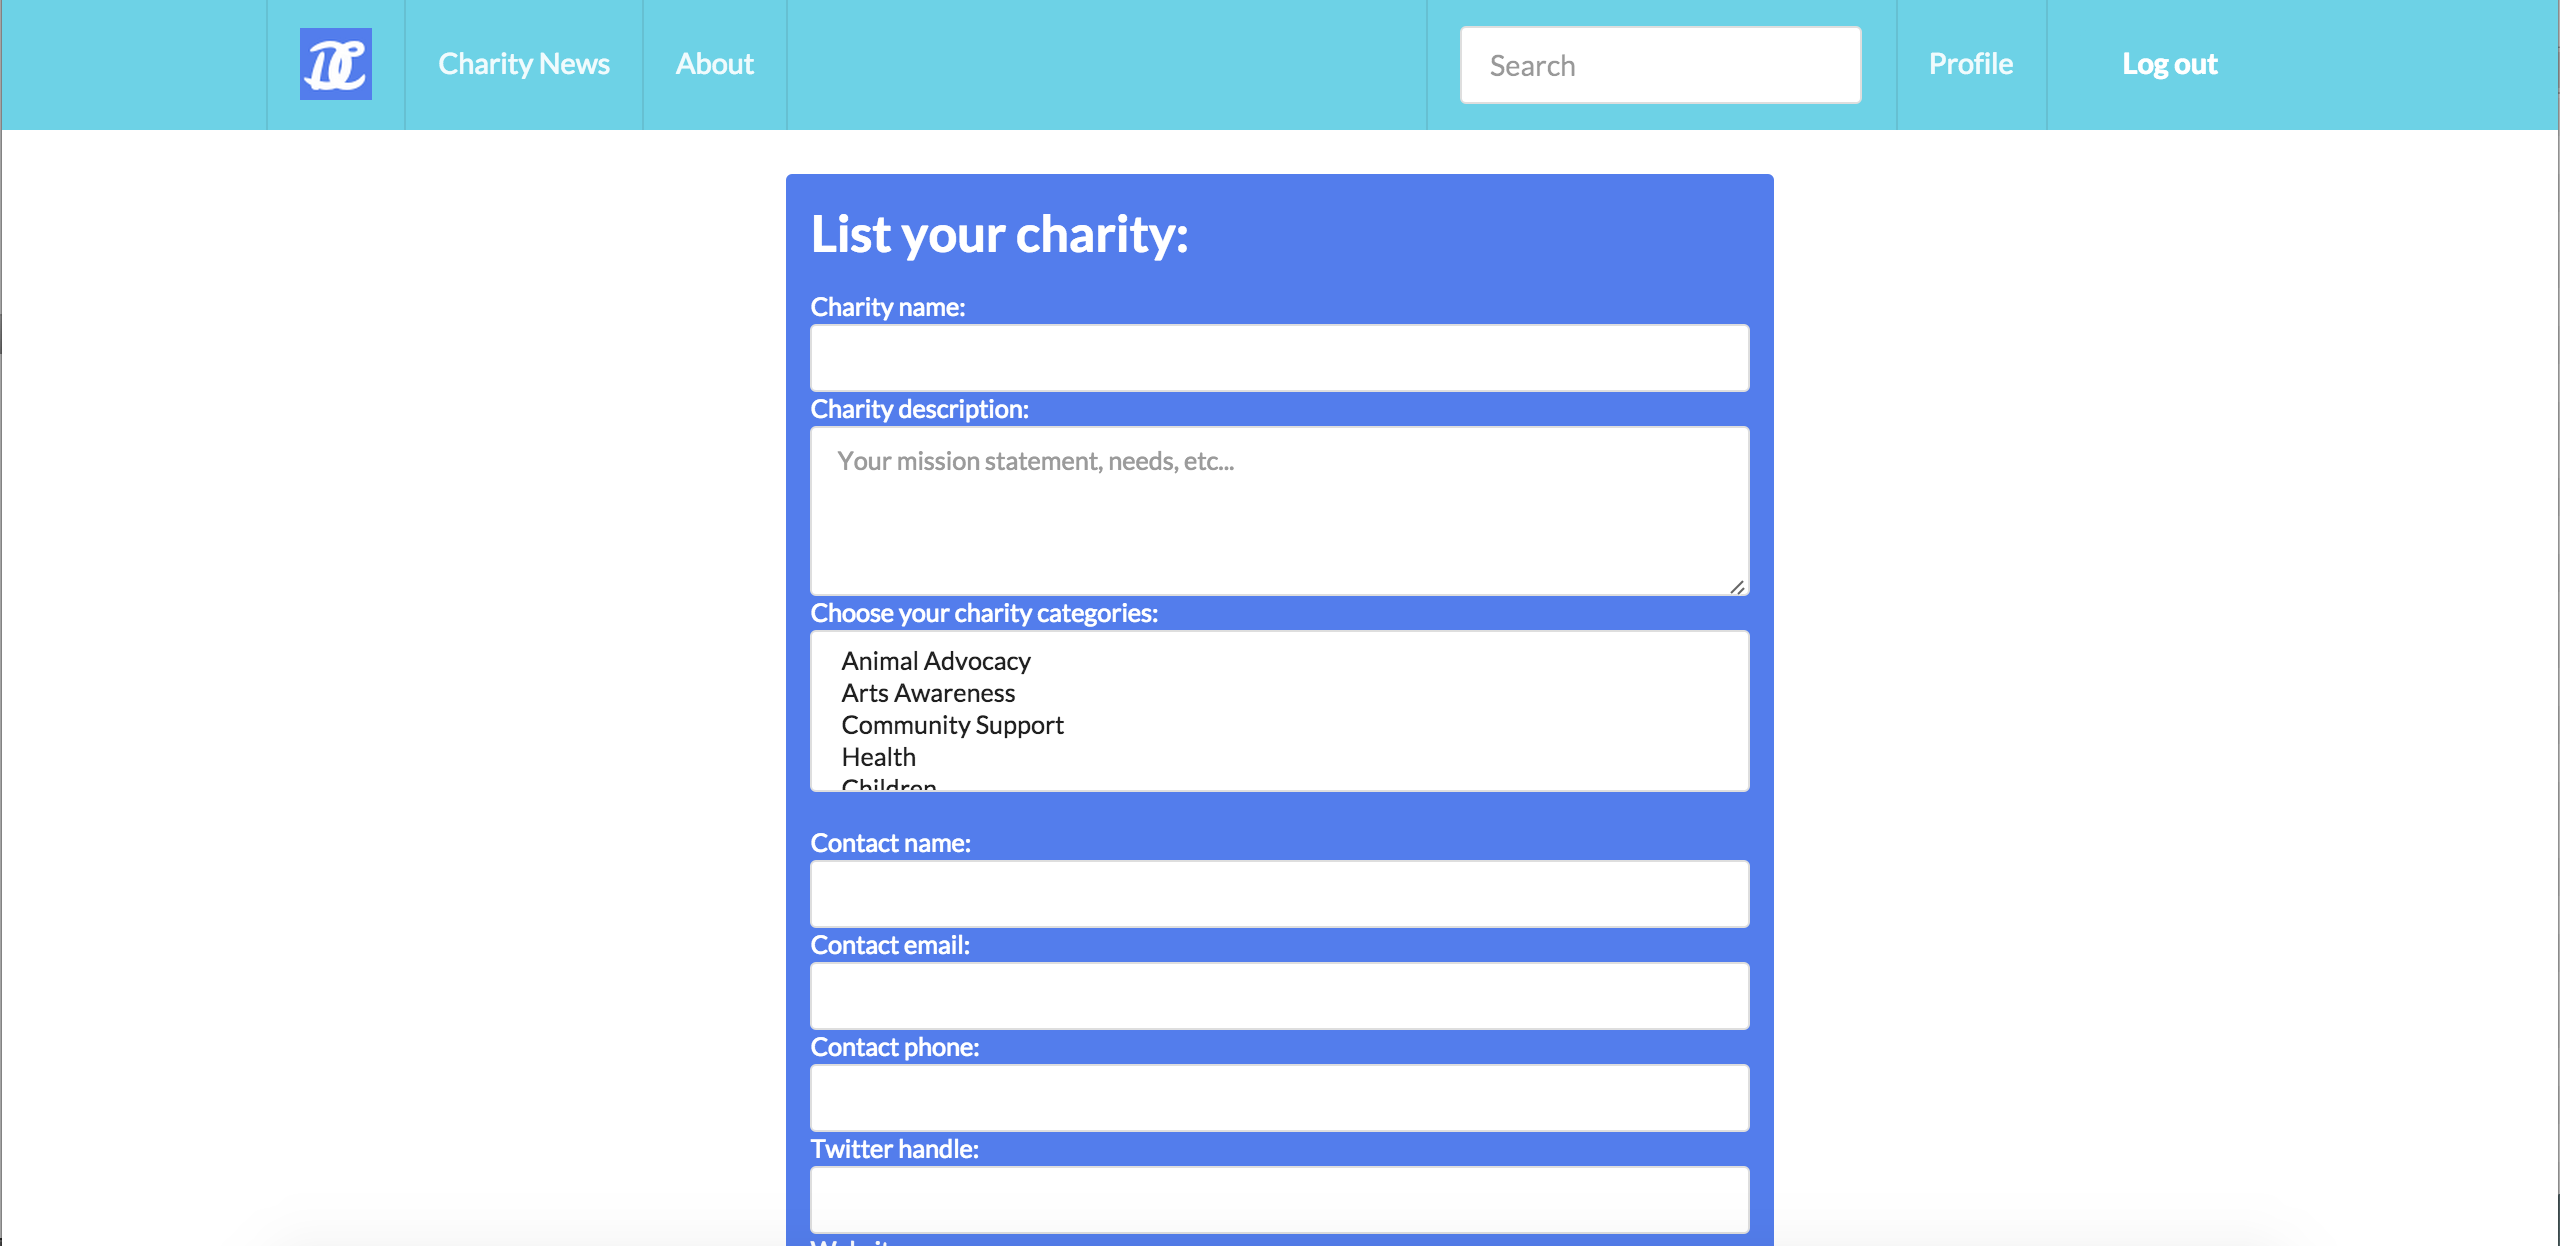 DC
Charity News
About
Search
Profile
Log out
List your charity:
Charity name:
Charity description:
Your mission statement, needs, etc...
Choose your charity categories:
Animal Advocacy
Arts Awareness
Community Support
Health
Children
Contact name:
Contact email:
Contact phone:
Twitter handle: